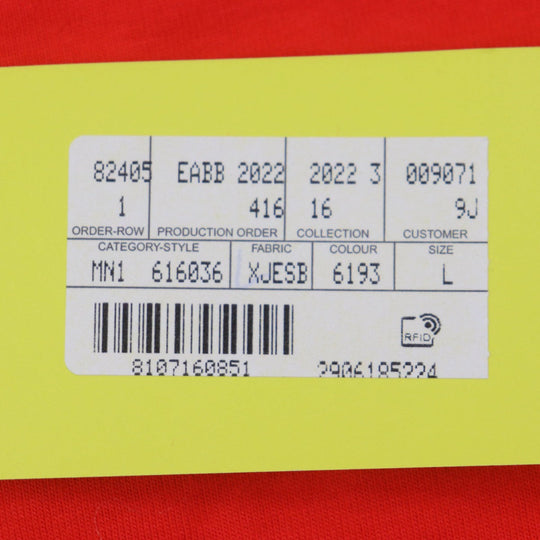 82405 EABB 2022 2022 3 009071
1 416 16 9J
ORDER-ROW PRODUCTION ORDER COLLECTION CUSTOMER
CATEGORY-STYLE FABRIC COLOUR SIZE
MN1 616036 XJESB 6193 L
RFID
8107160851 2906185224